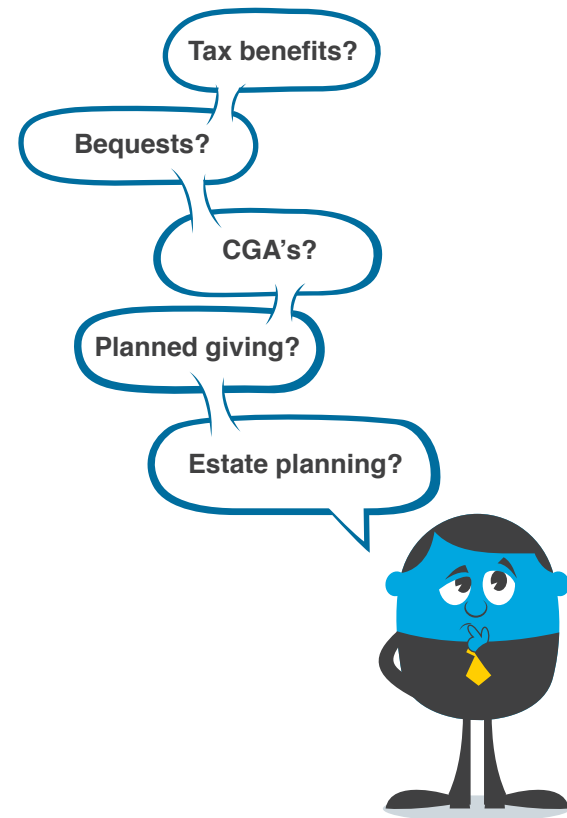 Tax benefits?
Bequests?
CGA’s?
Planned giving?
Estate planning?